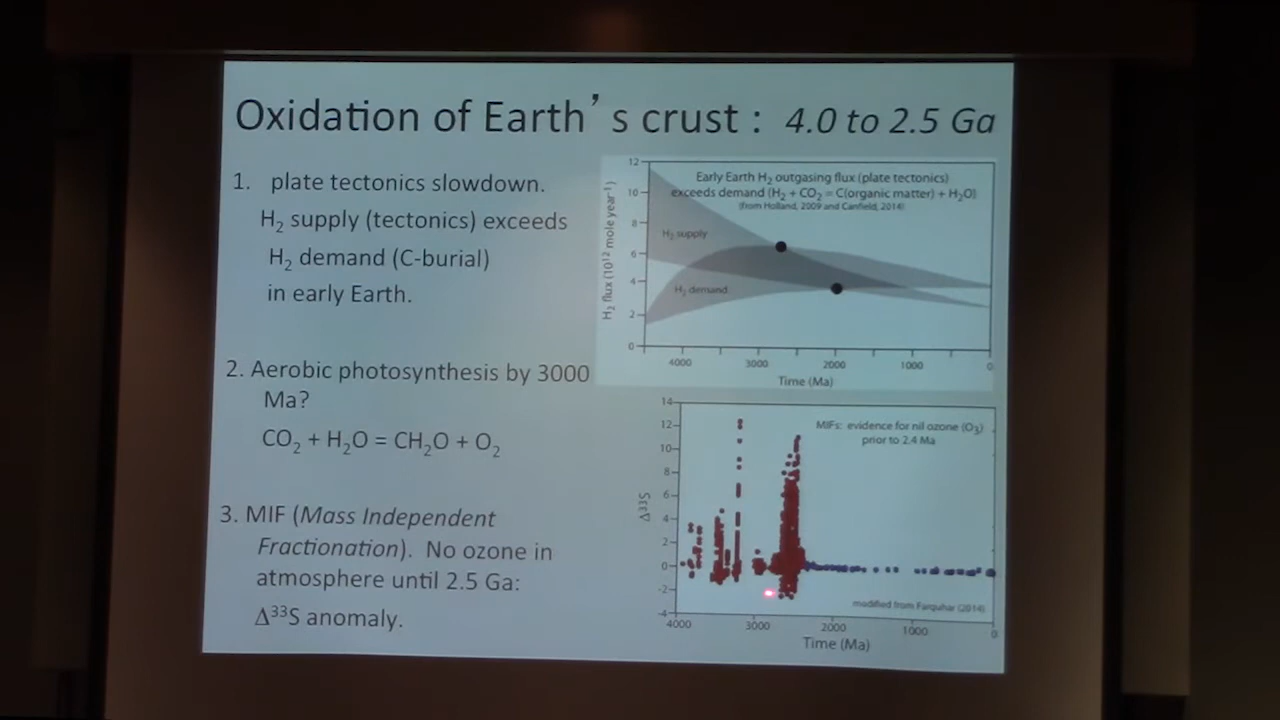 Oxidation of Earth’s crust : 4.0 to 2.5 Ga
1. plate tectonics slowdown.
H₂ supply (tectonics) exceeds
H₂ demand (C-burial)
in early Earth.
2. Aerobic photosynthesis by 3000
Ma?
CO₂ + H₂O = CH₂O + O₂
3. MIF (Mass Independent
Fractionation). No ozone in
atmosphere until 2.5 Ga:
Δ³³S anomaly.
Early Earth H₂ outgasing flux (plate tectonics)
exceeds demand (H₂ + CO₂ = C(organic matter) + H₂O)
(from Holland, 2009 and Canfield, 2014)
H₂ flux (10¹² mole year⁻¹)
12
10
8
6
4
2
0
H₂ supply
H₂ demand
4000 3000 2000 1000 0
Time (Ma)
MIFs: evidence for nil ozone (O₃)
prior to 2.4 Ma
Δ³³S
14
12
10
8
6
4
2
0
-2
-4
modified from Farquhar (2014)
4000 3000 2000 1000 0
Time (Ma)